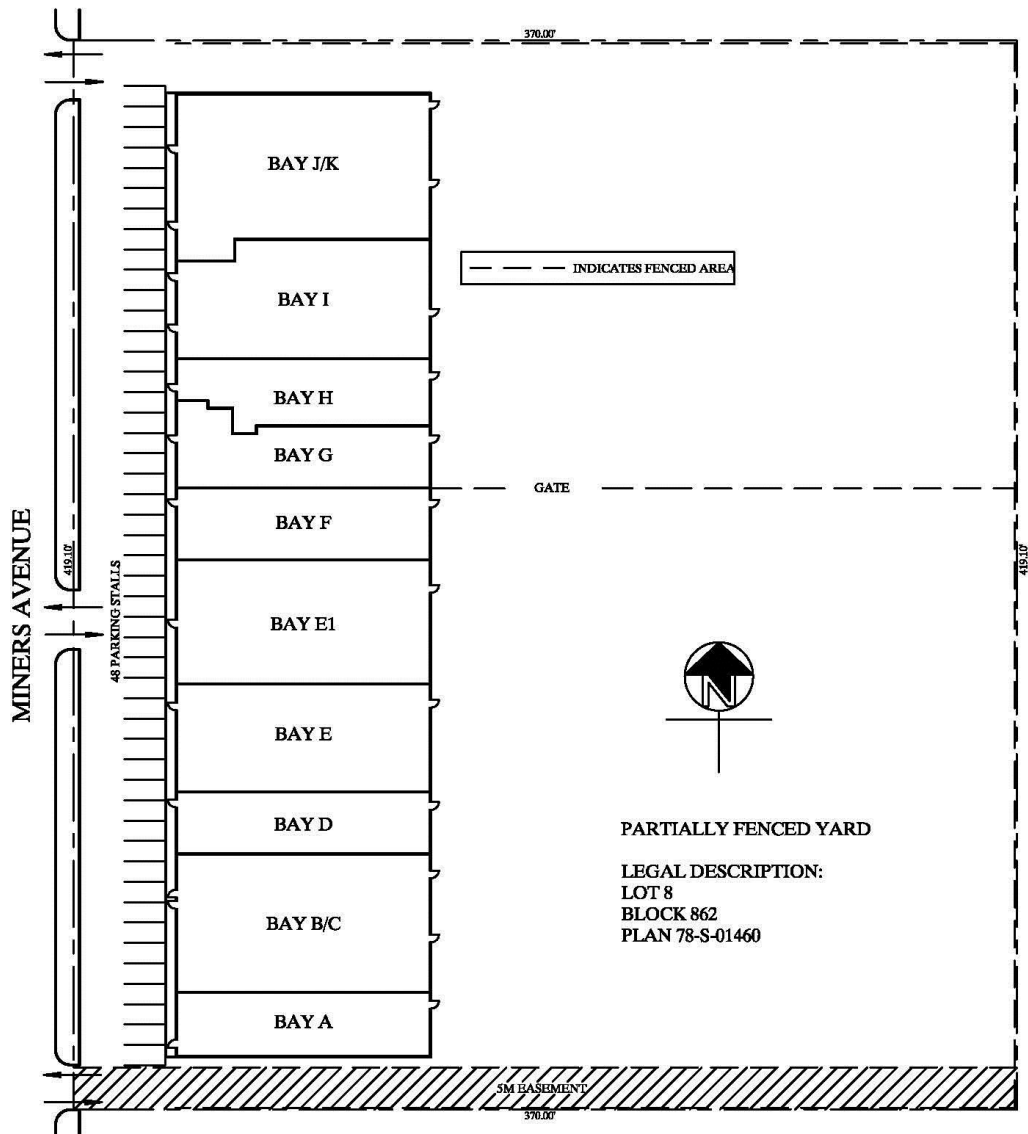 370.00'
BAY J/K
INDICATES FENCED AREA
BAY I
BAY H
BAY G
GATE
BAY F
MINERS AVENUE
419.10'
48 PARKING STALLS
419.10'
BAY E1
N
BAY E
BAY D
PARTIALLY FENCED YARD
LEGAL DESCRIPTION:
LOT 8
BLOCK 862
PLAN 78-S-01460
BAY B/C
BAY A
5M EASEMENT
370.00'